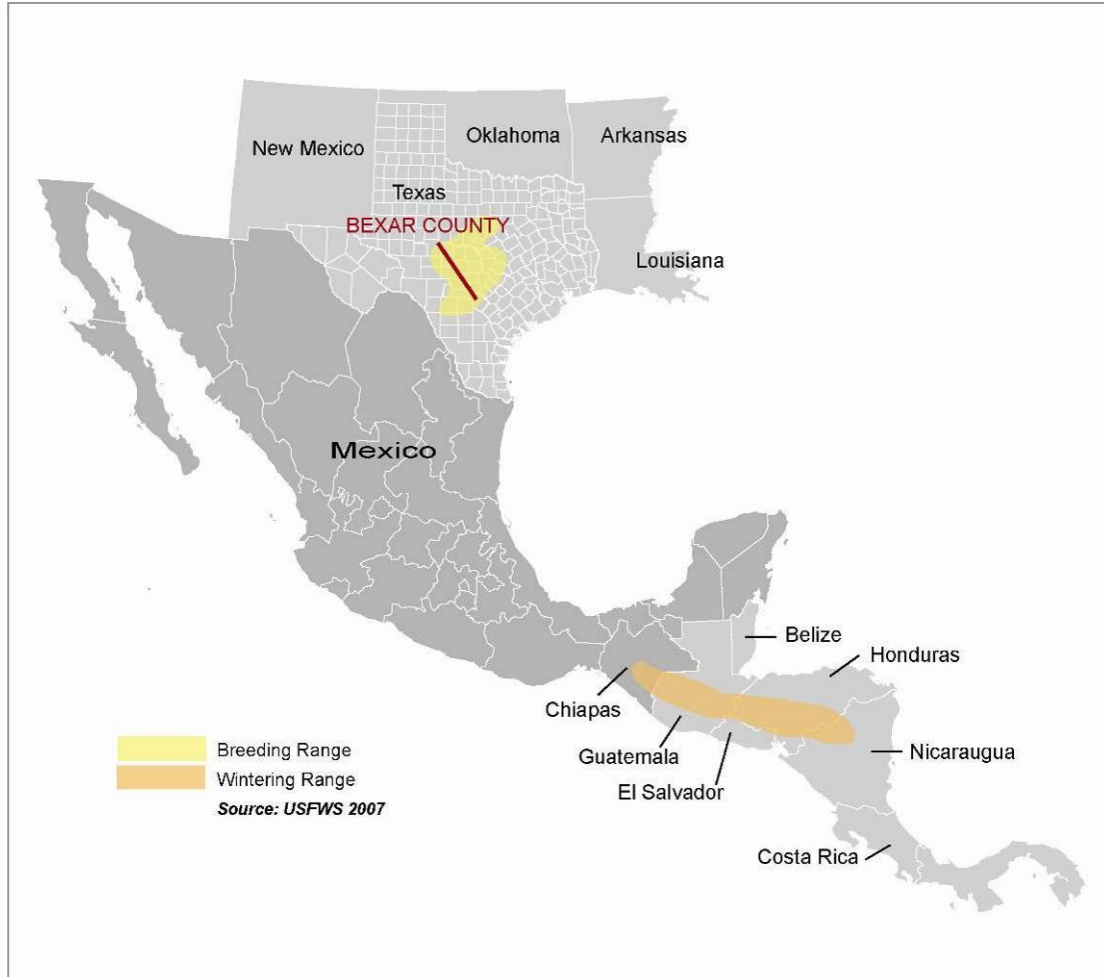 New Mexico
Oklahoma
Arkansas
Texas
BEXAR COUNTY
Louisiana
Mexico
Belize
Honduras
Chiapas
Guatemala
Nicaraugua
El Salvador
Costa Rica
Breeding Range
Wintering Range
Source: USFWS 2007